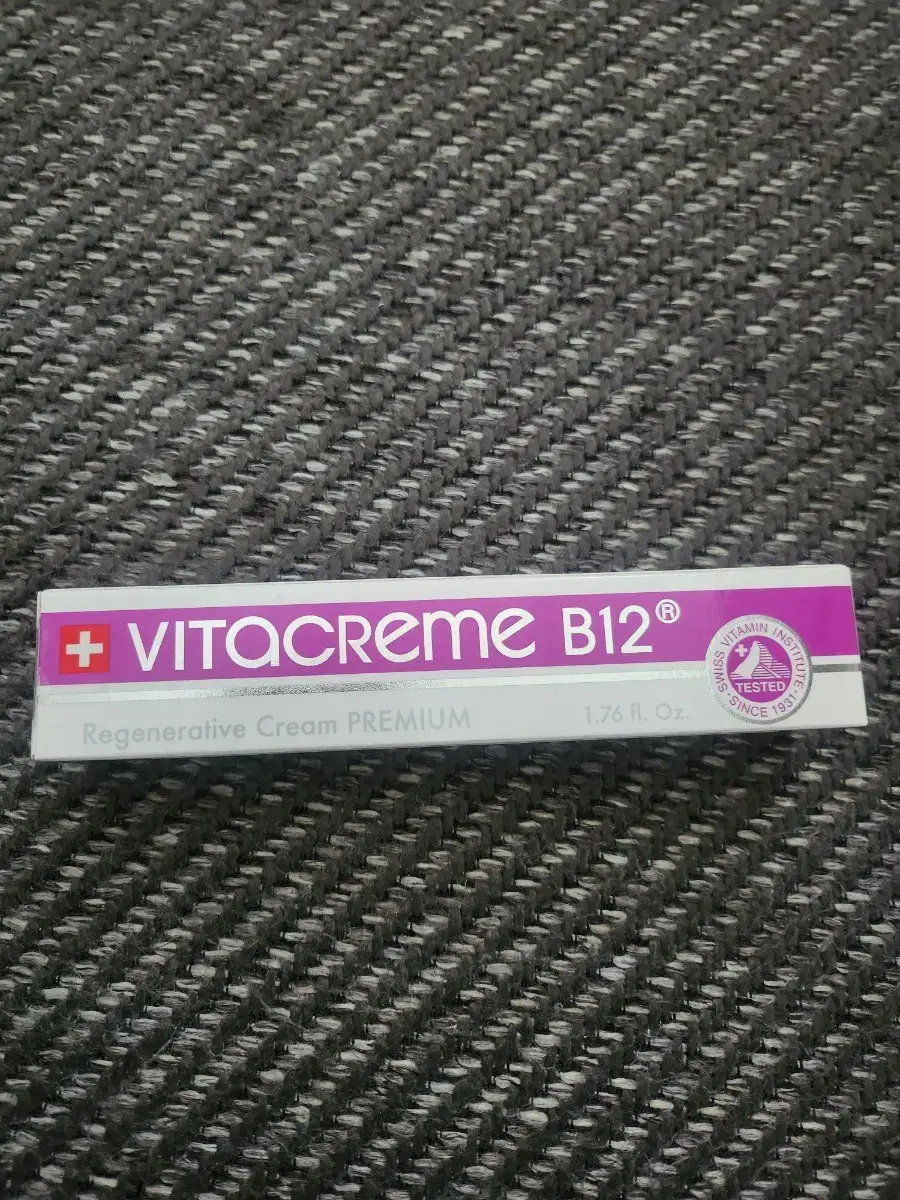 VITACREME B12®
Regenerative Cream PREMIUM 1.76 fl. Oz.
SWISS VITAMIN INSTITUTE
TESTED
· SINCE 1931 ·